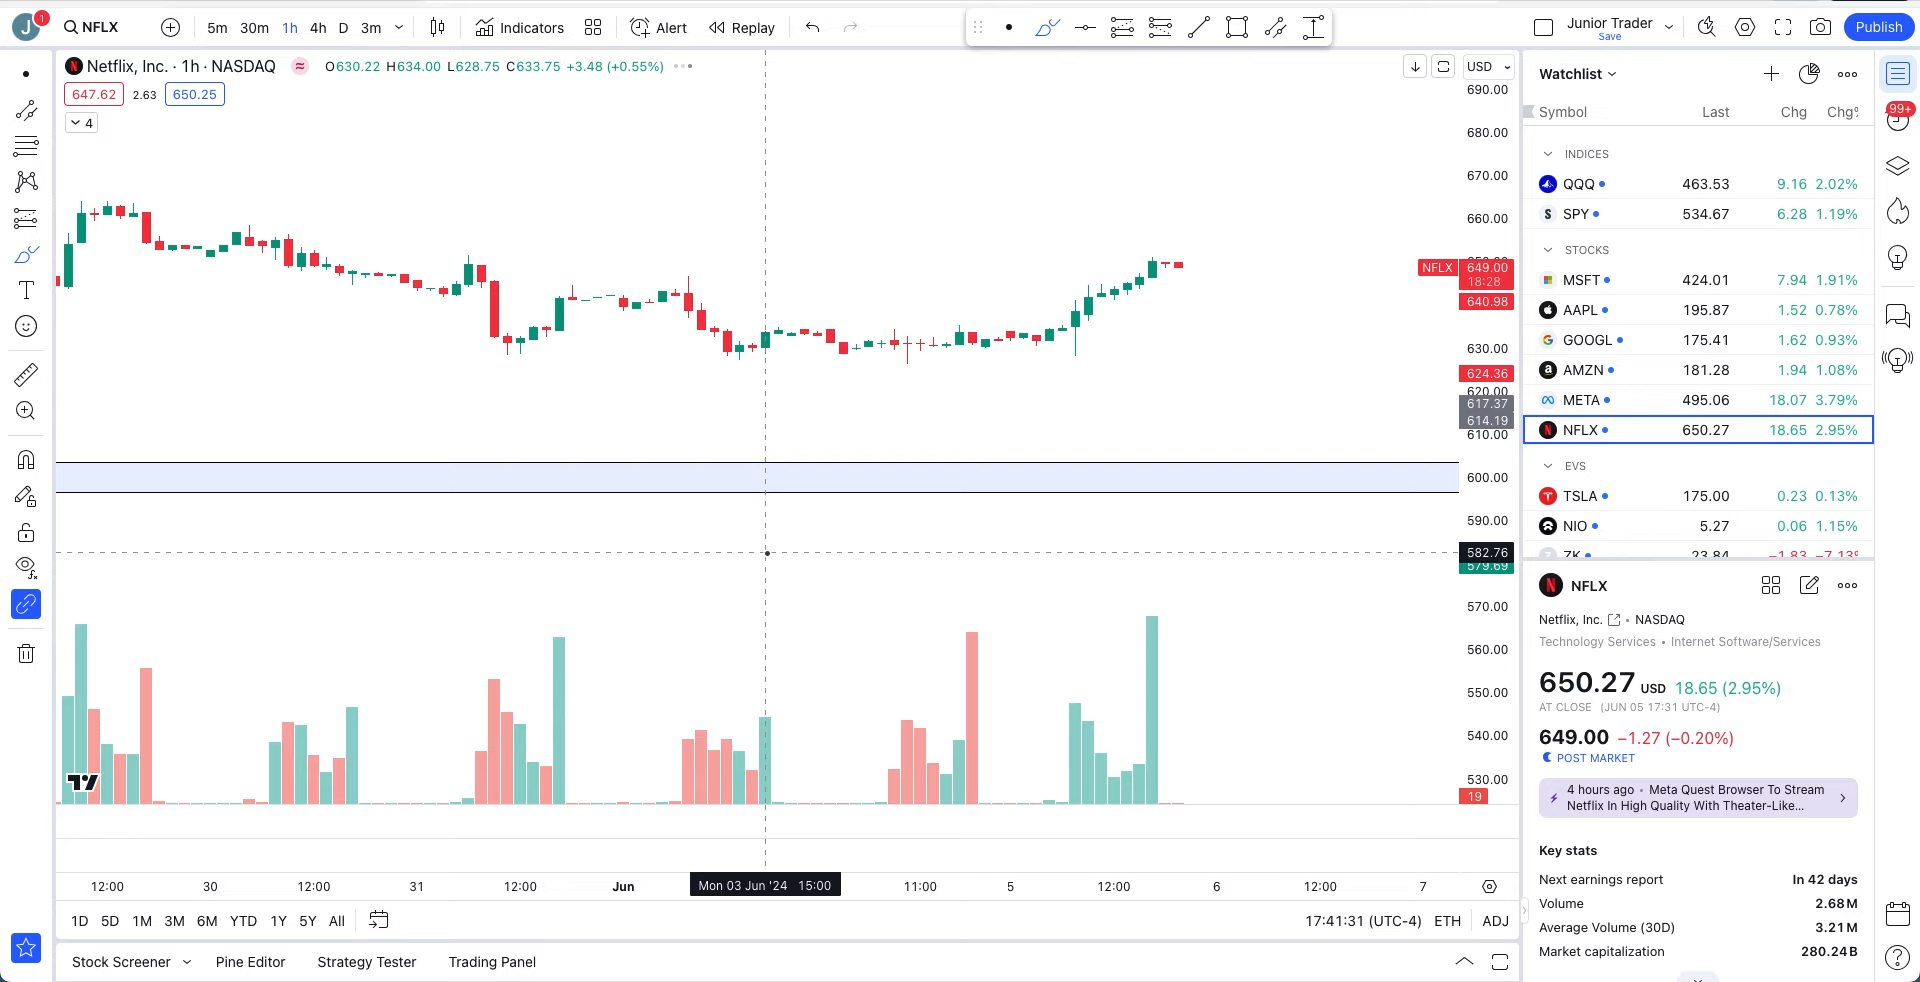 J 1 NFLX 5m 30m 1h 4h D 3m Indicators Alert Replay Junior Trader Save Publish
Netflix, Inc. · 1h · NASDAQ O630.22 H634.00 L628.75 C633.75 +3.48 (+0.55%) USD
647.62 2.63 650.25
4
690.00
680.00
670.00
660.00
NFLX 649.00
18:28
640.98
630.00
624.36
620.00
617.37
614.19
610.00
600.00
590.00
582.76
579.69
570.00
560.00
550.00
540.00
530.00
19
12:00 30 12:00 31 12:00 Jun Mon 03 Jun '24 15:00 11:00 5 12:00 6 12:00 7
1D 5D 1M 3M 6M YTD 1Y 5Y All 17:41:31 (UTC-4) ETH ADJ
Stock Screener Pine Editor Strategy Tester Trading Panel
Watchlist
99+
Symbol Last Chg Chg%
INDICES
QQQ 463.53 9.16 2.02%
SPY 534.67 6.28 1.19%
STOCKS
MSFT 424.01 7.94 1.91%
AAPL 195.87 1.52 0.78%
GOOGL 175.41 1.62 0.93%
AMZN 181.28 1.94 1.08%
META 495.06 18.07 3.79%
NFLX 650.27 18.65 2.95%
EVS
TSLA 175.00 0.23 0.13%
NIO 5.27 0.06 1.15%
ZK 23.84 −1.83 −7.13%
NFLX
Netflix, Inc. • NASDAQ
Technology Services • Internet Software/Services
650.27 USD 18.65 (2.95%)
AT CLOSE (JUN 05 17:31 UTC-4)
649.00 −1.27 (−0.20%)
POST MARKET
4 hours ago • Meta Quest Browser To Stream
Netflix In High Quality With Theater-Like...
Key stats
Next earnings report In 42 days
Volume 2.68M
Average Volume (30D) 3.21M
Market capitalization 280.24B